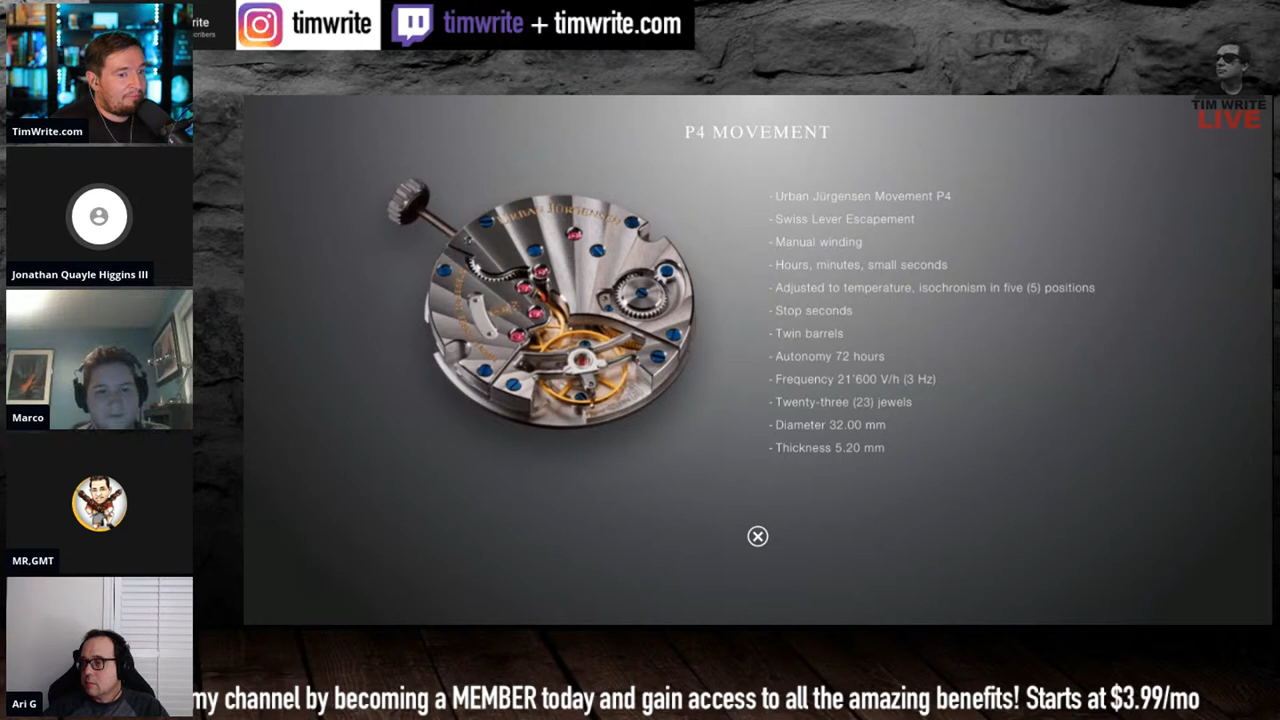 rite
scribers
timwrite
timwrite + timwrite.com
TIM WRITE
LIVE
TimWrite.com
Jonathan Quayle Higgins III
Marco
MR,GMT
Ari G
P4 MOVEMENT
URBAN JÜRGENSEN
- Urban Jürgensen Movement P4
- Swiss Lever Escapement
- Manual winding
- Hours, minutes, small seconds
- Adjusted to temperature, isochronism in five (5) positions
- Stop seconds
- Twin barrels
- Autonomy 72 hours
- Frequency 21'600 V/h (3 Hz)
- Twenty-three (23) jewels
- Diameter 32.00 mm
- Thickness 5.20 mm
my channel by becoming a MEMBER today and gain access to all the amazing benefits! Starts at $3.99/mo